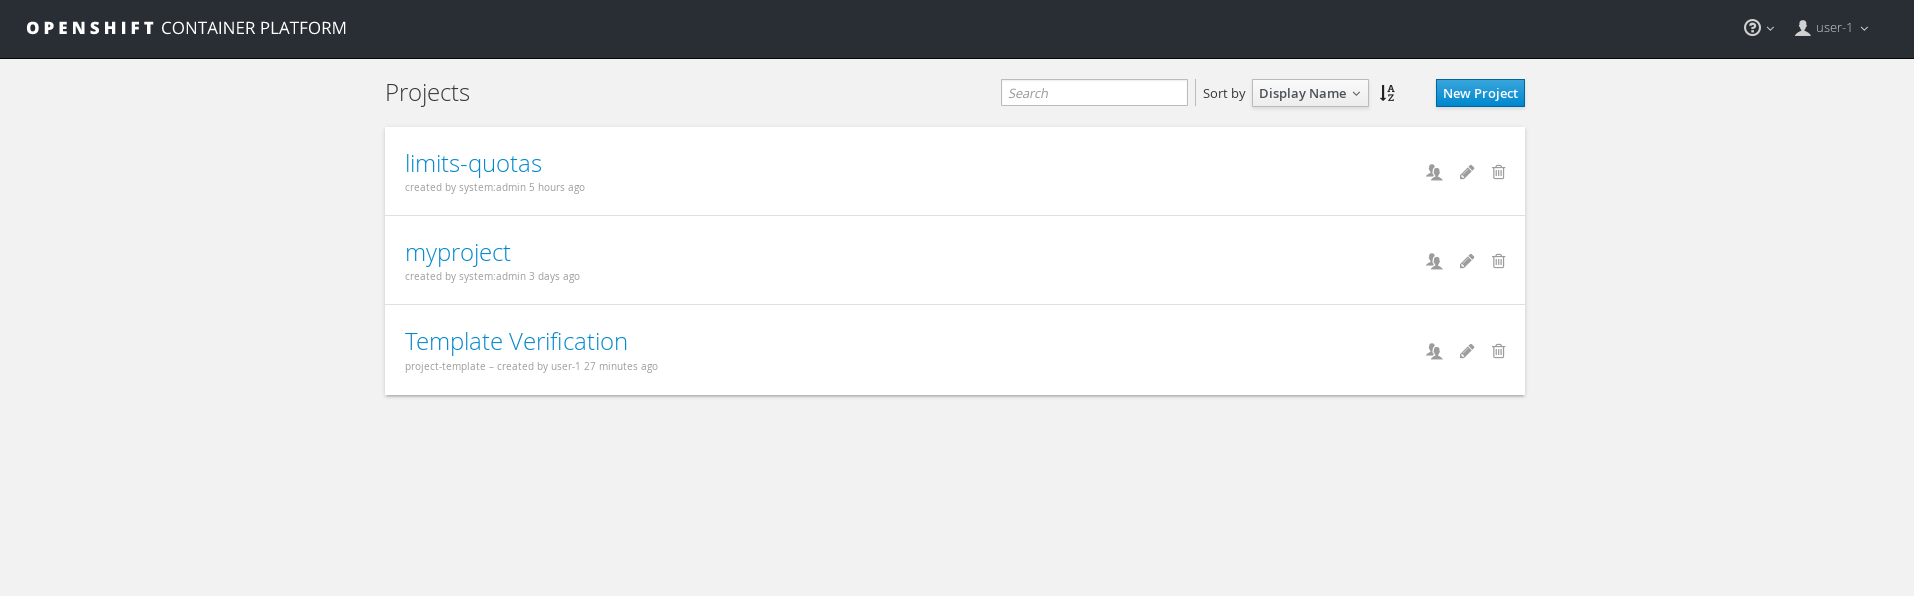 OPENSHIFT CONTAINER PLATFORM
user-1
Projects
Search
Sort by
Display Name
New Project
limits-quotas
created by system:admin 5 hours ago
myproject
created by system:admin 3 days ago
Template Verification
project-template – created by user-1 27 minutes ago